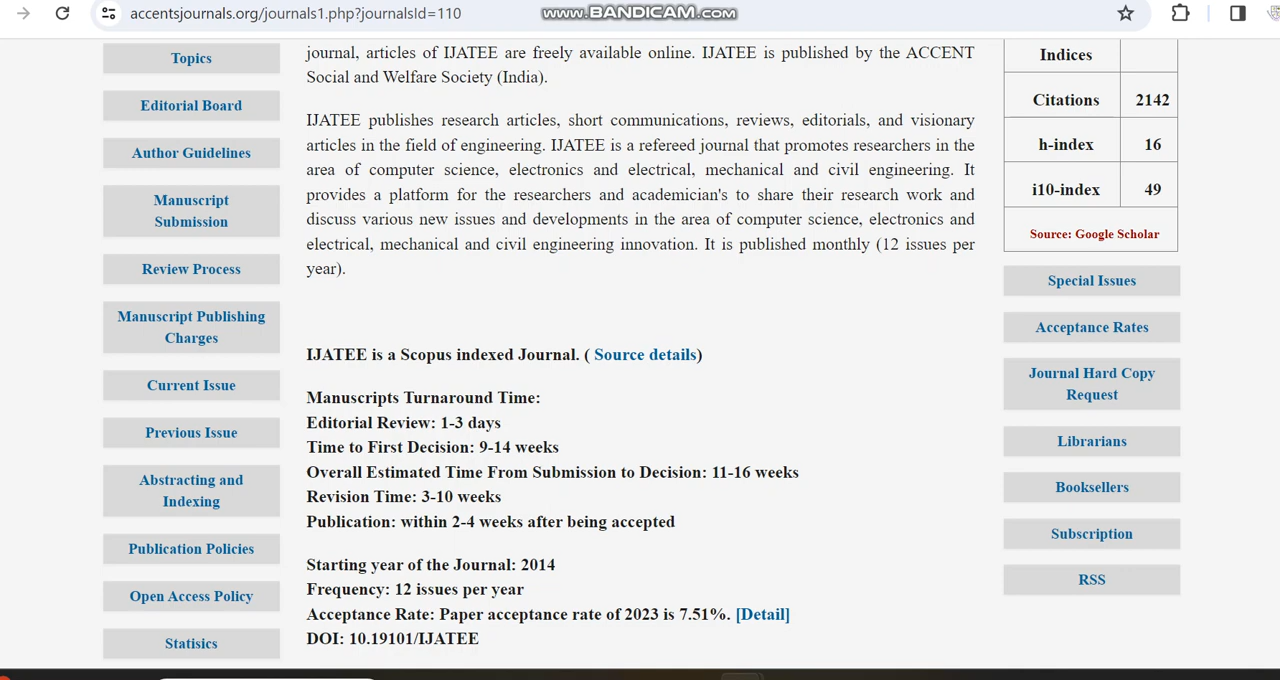 accentsjournals.org/journals1.php?journalsId=110
www.BANDICAM.com
Topics
Editorial Board
Author Guidelines
Manuscript
Submission
Review Process
Manuscript Publishing
Charges
Current Issue
Previous Issue
Abstracting and
Indexing
Publication Policies
Open Access Policy
Statisics
journal, articles of IJATEE are freely available online. IJATEE is published by the ACCENT
Social and Welfare Society (India).
IJATEE publishes research articles, short communications, reviews, editorials, and visionary
articles in the field of engineering. IJATEE is a refereed journal that promotes researchers in the
area of computer science, electronics and electrical, mechanical and civil engineering. It
provides a platform for the researchers and academician's to share their research work and
discuss various new issues and developments in the area of computer science, electronics and
electrical, mechanical and civil engineering innovation. It is published monthly (12 issues per
year).
IJATEE is a Scopus indexed Journal. ( Source details)
Manuscripts Turnaround Time:
Editorial Review: 1-3 days
Time to First Decision: 9-14 weeks
Overall Estimated Time From Submission to Decision: 11-16 weeks
Revision Time: 3-10 weeks
Publication: within 2-4 weeks after being accepted
Starting year of the Journal: 2014
Frequency: 12 issues per year
Acceptance Rate: Paper acceptance rate of 2023 is 7.51%. [Detail]
DOI: 10.19101/IJATEE
Indices
Citations 2142
h-index 16
i10-index 49
Source: Google Scholar
Special Issues
Acceptance Rates
Journal Hard Copy
Request
Librarians
Booksellers
Subscription
RSS